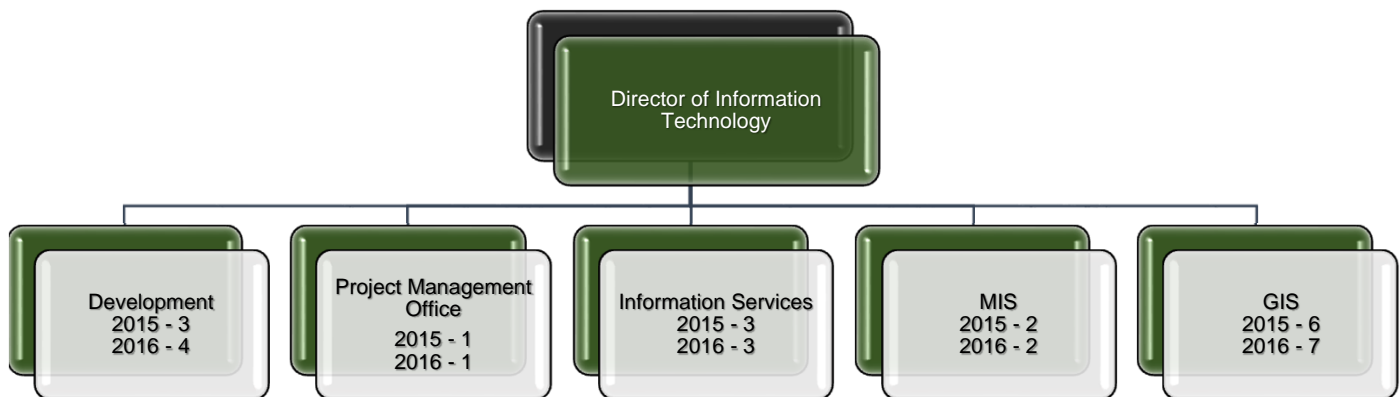 Director of Information
Technology
Development
2015 - 3
2016 - 4
Project Management
Office
2015 - 1
2016 - 1
Information Services
2015 - 3
2016 - 3
MIS
2015 - 2
2016 - 2
GIS
2015 - 6
2016 - 7